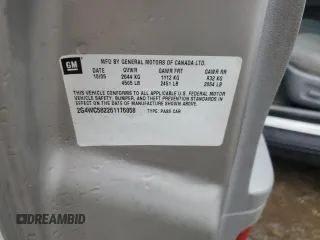 GM
MFD BY GENERAL MOTORS OF CANADA LTD.
DATE GVWR GAWR FRT GAWR RR
10/05 2044 KG 1112 KG 932 KG
4505 LB 2451 LB 2054 LB
THIS VEHICLE CONFORMS TO ALL APPLICABLE U.S. FEDERAL MOTOR
VEHICLE SAFETY, BUMPER, AND THEFT PREVENTION STANDARDS IN EFFECT
ON THE DATE OF MANUFACTURE SHOWN ABOVE.
2G4WC582261176058 TYPE: PASS CAR
DREAMBID